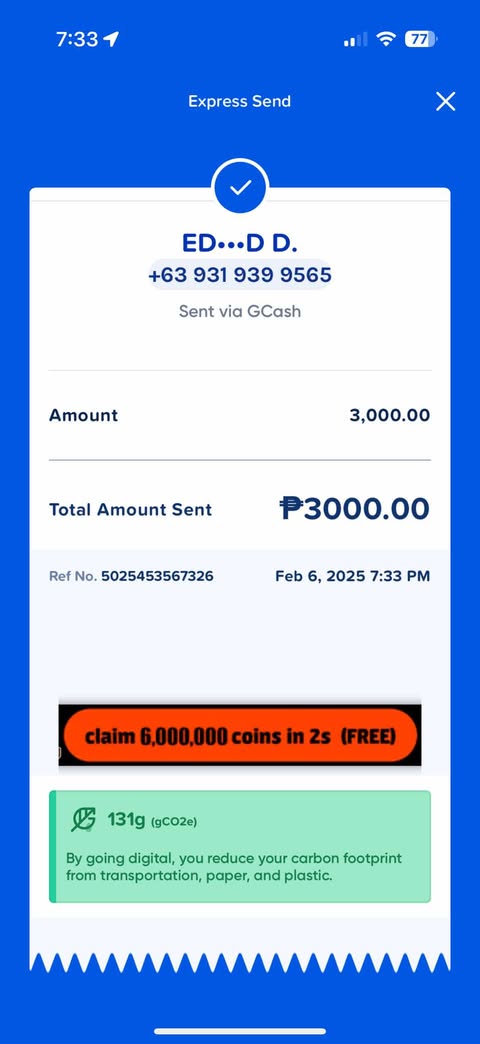 7:33
77
Express Send
ED•••D D.
+63 931 939 9565
Sent via GCash
Amount 3,000.00
Total Amount Sent ₱3000.00
Ref No. 5025453567326 Feb 6, 2025 7:33 PM
claim 6,000,000 coins in 2s (FREE)
131g (gCO2e)
By going digital, you reduce your carbon footprint
from transportation, paper, and plastic.